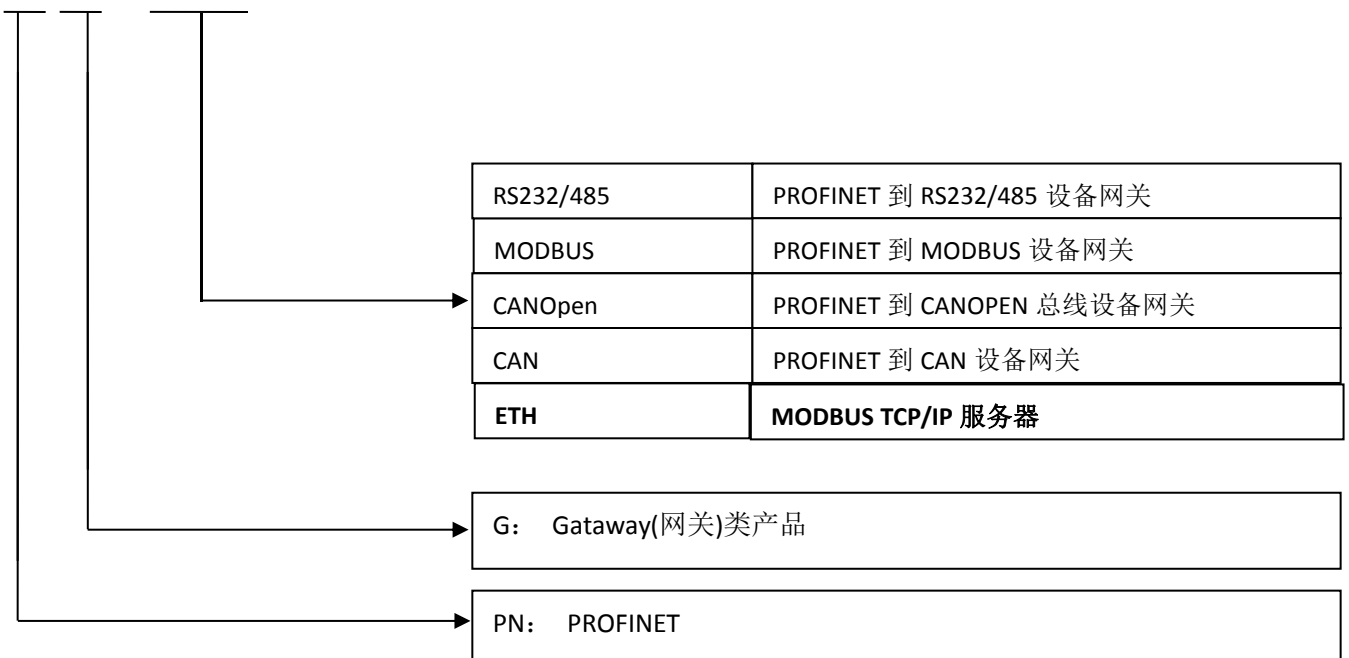 RS232/485 PROFINET 到 RS232/485 设备网关
MODBUS PROFINET 到 MODBUS 设备网关
CANOpen PROFINET 到 CANOPEN 总线设备网关
CAN PROFINET 到 CAN 设备网关
ETH MODBUS TCP/IP 服务器
G： Gataway(网关)类产品
PN： PROFINET